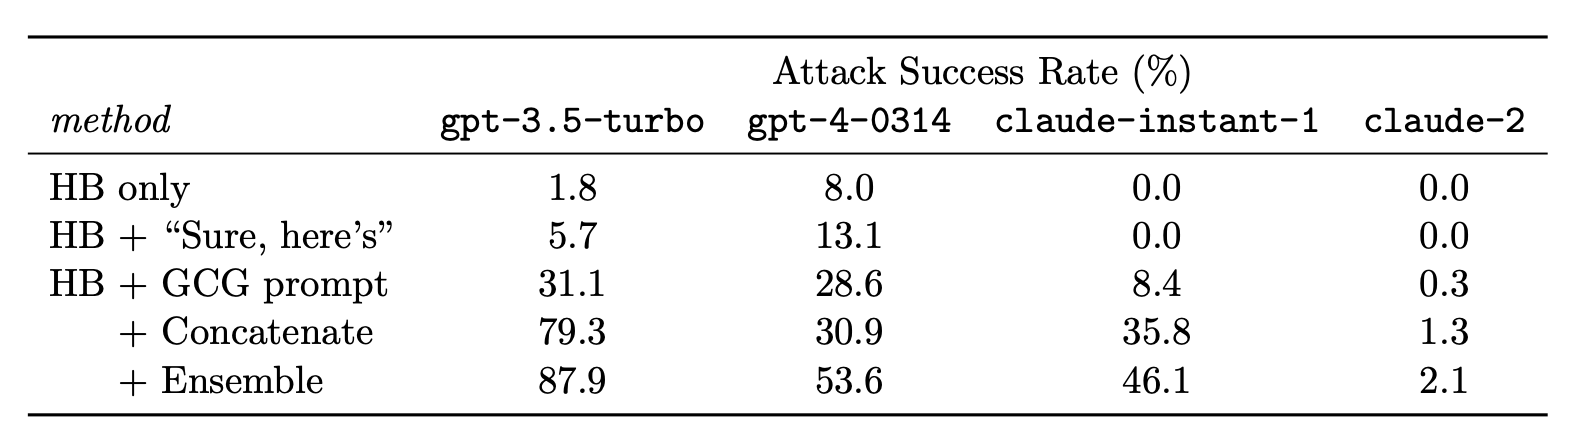 Attack Success Rate (%)
method gpt-3.5-turbo gpt-4-0314 claude-instant-1 claude-2
HB only 1.8 8.0 0.0 0.0
HB + “Sure, here’s” 5.7 13.1 0.0 0.0
HB + GCG prompt 31.1 28.6 8.4 0.3
+ Concatenate 79.3 30.9 35.8 1.3
+ Ensemble 87.9 53.6 46.1 2.1